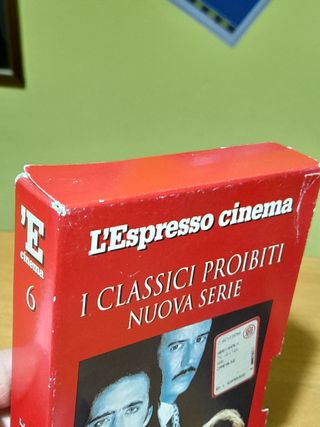 'E
cinema
6
L'Espresso cinema
I CLASSICI PROIBITI
NUOVA SERIE